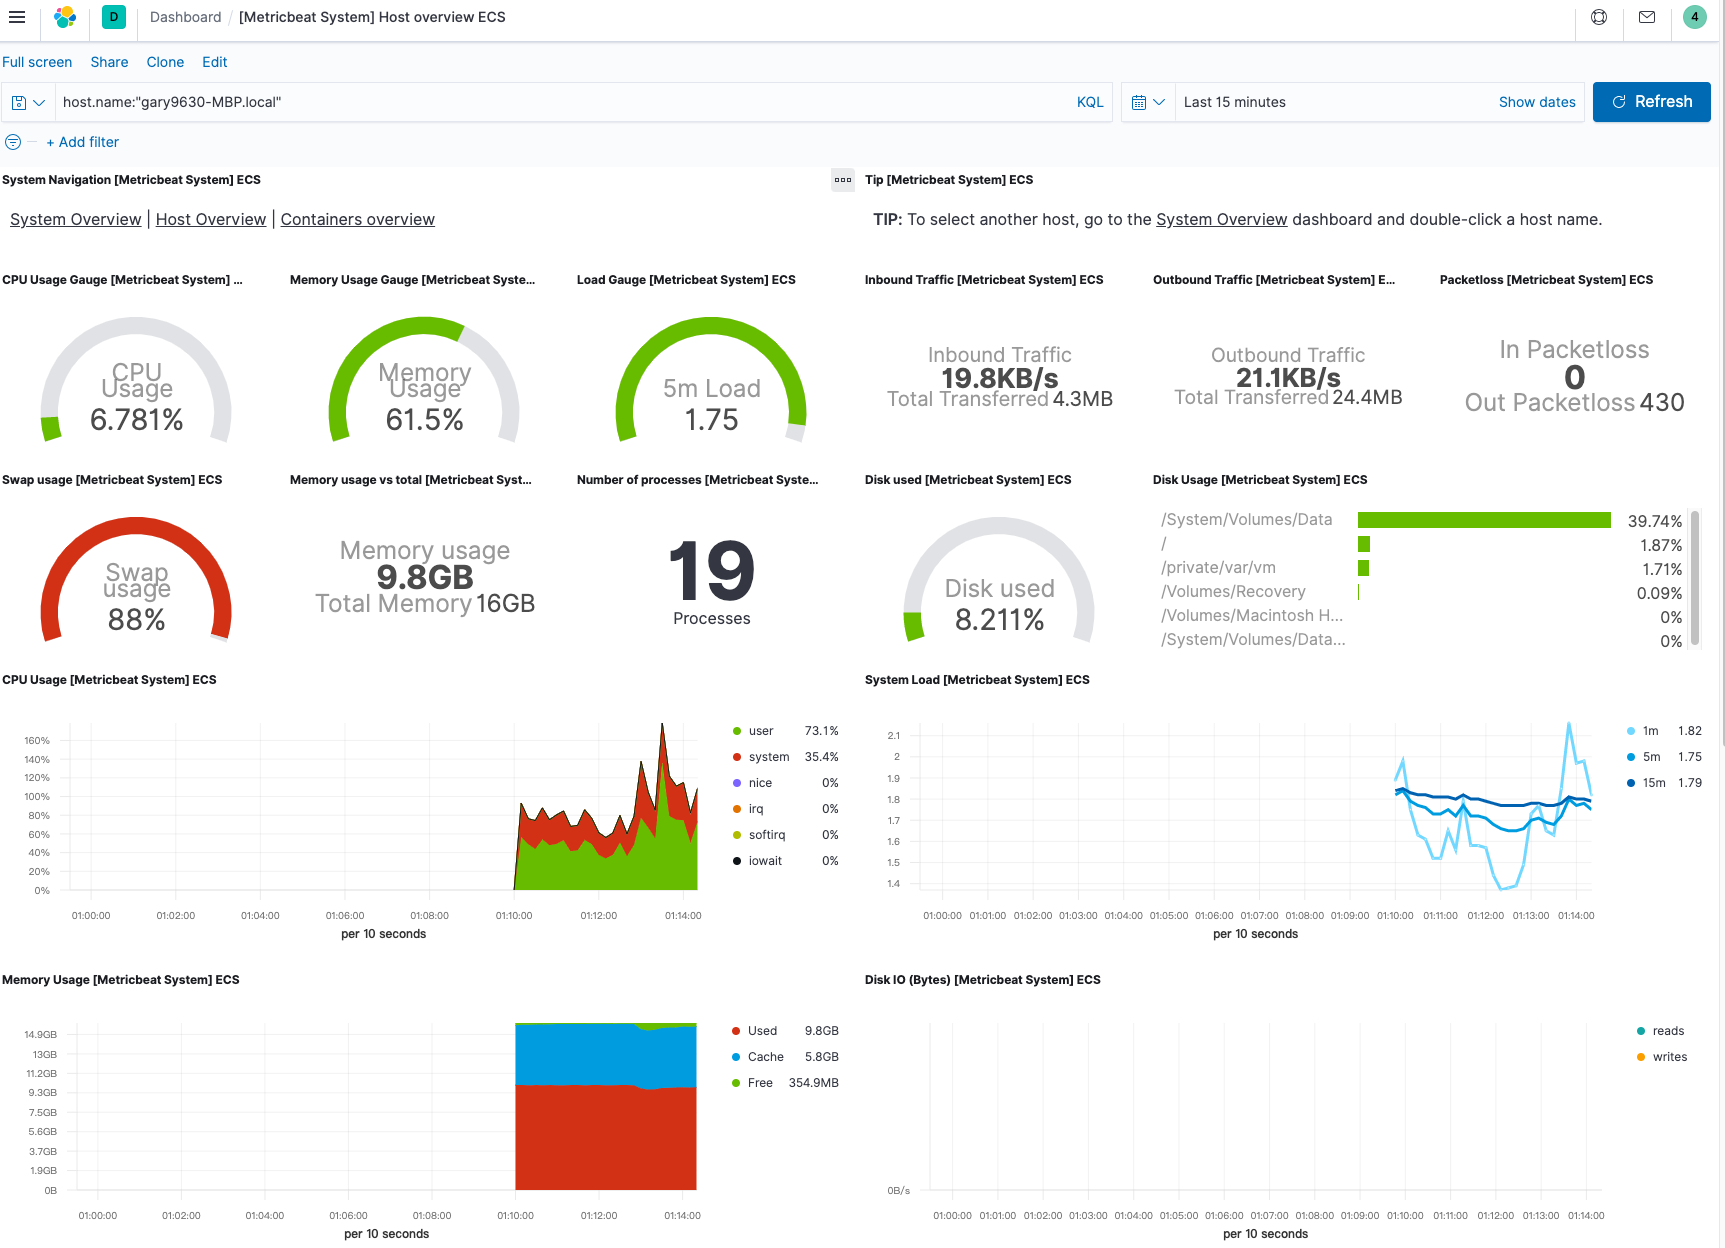 D Dashboard / [Metricbeat System] Host overview ECS 4
Full screen Share Clone Edit
host.name:"gary9630-MBP.local" KQL Last 15 minutes Show dates Refresh
+ Add filter
System Navigation [Metricbeat System] ECS
System Overview | Host Overview | Containers overview
Tip [Metricbeat System] ECS
TIP: To select another host, go to the System Overview dashboard and double-click a host name.
CPU Usage Gauge [Metricbeat System] ...
CPU
Usage
6.781%
Memory Usage Gauge [Metricbeat Syste...
Memory
Usage
61.5%
Load Gauge [Metricbeat System] ECS
5m Load
1.75
Inbound Traffic [Metricbeat System] ECS
Inbound Traffic
19.8KB/s
Total Transferred 4.3MB
Outbound Traffic [Metricbeat System] E...
Outbound Traffic
21.1KB/s
Total Transferred 24.4MB
Packetloss [Metricbeat System] ECS
In Packetloss
0
Out Packetloss 430
Swap usage [Metricbeat System] ECS
Swap
usage
88%
Memory usage vs total [Metricbeat Syst...
Memory usage
9.8GB
Total Memory 16GB
Number of processes [Metricbeat Syste...
19
Processes
Disk used [Metricbeat System] ECS
Disk used
8.211%
Disk Usage [Metricbeat System] ECS
/System/Volumes/Data 39.74%
/ 1.87%
/private/var/vm 1.71%
/Volumes/Recovery 0.09%
/Volumes/Macintosh H... 0%
/System/Volumes/Data... 0%
CPU Usage [Metricbeat System] ECS
160%
140%
120%
100%
80%
60%
40%
20%
0%
01:00:00 01:02:00 01:04:00 01:06:00 01:08:00 01:10:00 01:12:00 01:14:00
per 10 seconds
user 73.1%
system 35.4%
nice 0%
irq 0%
softirq 0%
iowait 0%
System Load [Metricbeat System] ECS
2.1
2
1.9
1.8
1.7
1.6
1.5
1.4
01:00:00 01:01:00 01:02:00 01:03:00 01:04:00 01:05:00 01:06:00 01:07:00 01:08:00 01:09:00 01:10:00 01:11:00 01:12:00 01:13:00 01:14:00
per 10 seconds
1m 1.82
5m 1.75
15m 1.79
Memory Usage [Metricbeat System] ECS
14.9GB
13GB
11.2GB
9.3GB
7.5GB
5.6GB
3.7GB
1.9GB
0B
01:00:00 01:02:00 01:04:00 01:06:00 01:08:00 01:10:00 01:12:00 01:14:00
per 10 seconds
Used 9.8GB
Cache 5.8GB
Free 354.9MB
Disk IO (Bytes) [Metricbeat System] ECS
0B/s
01:00:00 01:01:00 01:02:00 01:03:00 01:04:00 01:05:00 01:06:00 01:07:00 01:08:00 01:09:00 01:10:00 01:11:00 01:12:00 01:13:00 01:14:00
per 10 seconds
reads
writes